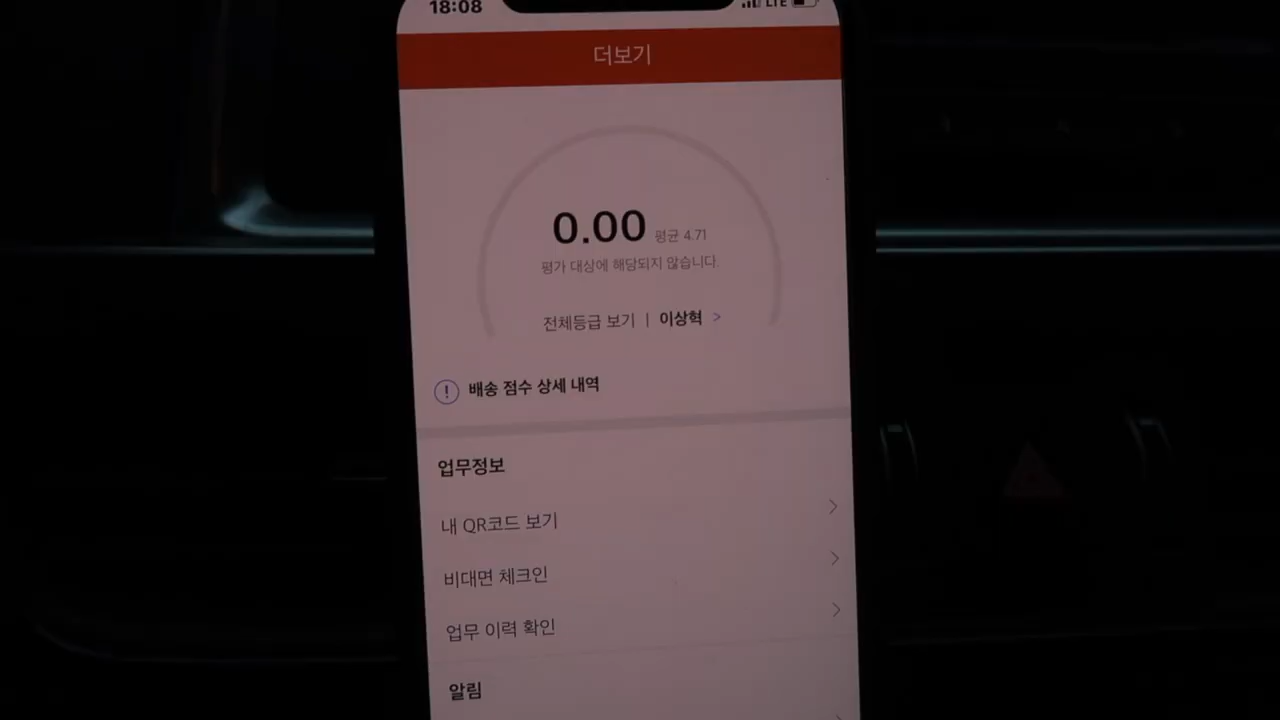 18:08 LTE
더보기
0.00 평균 4.71
평가 대상에 해당되지 않습니다.
전체등급 보기 | 이상혁 >
! 배송 점수 상세 내역
업무정보
내 QR코드 보기 >
비대면 체크인 >
업무 이력 확인 >
알림